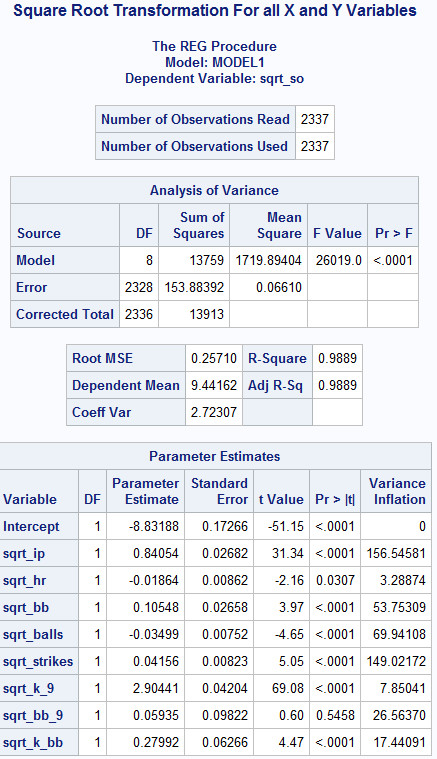 Square Root Transformation For all X and Y Variables
The REG Procedure
Model: MODEL1
Dependent Variable: sqrt_so
Number of Observations Read 2337
Number of Observations Used 2337
Analysis of Variance
Source DF Sum of Squares Mean Square F Value Pr > F
Model 8 13759 1719.89404 26019.0 <.0001
Error 2328 153.88392 0.06610
Corrected Total 2336 13913
Root MSE 0.25710 R-Square 0.9889
Dependent Mean 9.44162 Adj R-Sq 0.9889
Coeff Var 2.72307
Parameter Estimates
Variable DF Parameter Estimate Standard Error t Value Pr > |t| Variance Inflation
Intercept 1 -8.83188 0.17266 -51.15 <.0001 0
sqrt_ip 1 0.84054 0.02682 31.34 <.0001 156.54581
sqrt_hr 1 -0.01864 0.00862 -2.16 0.0307 3.28874
sqrt_bb 1 0.10548 0.02658 3.97 <.0001 53.75309
sqrt_balls 1 -0.03499 0.00752 -4.65 <.0001 69.94108
sqrt_strikes 1 0.04156 0.00823 5.05 <.0001 149.02172
sqrt_k_9 1 2.90441 0.04204 69.08 <.0001 7.85041
sqrt_bb_9 1 0.05935 0.09822 0.60 0.5458 26.56370
sqrt_k_bb 1 0.27992 0.06266 4.47 <.0001 17.44091